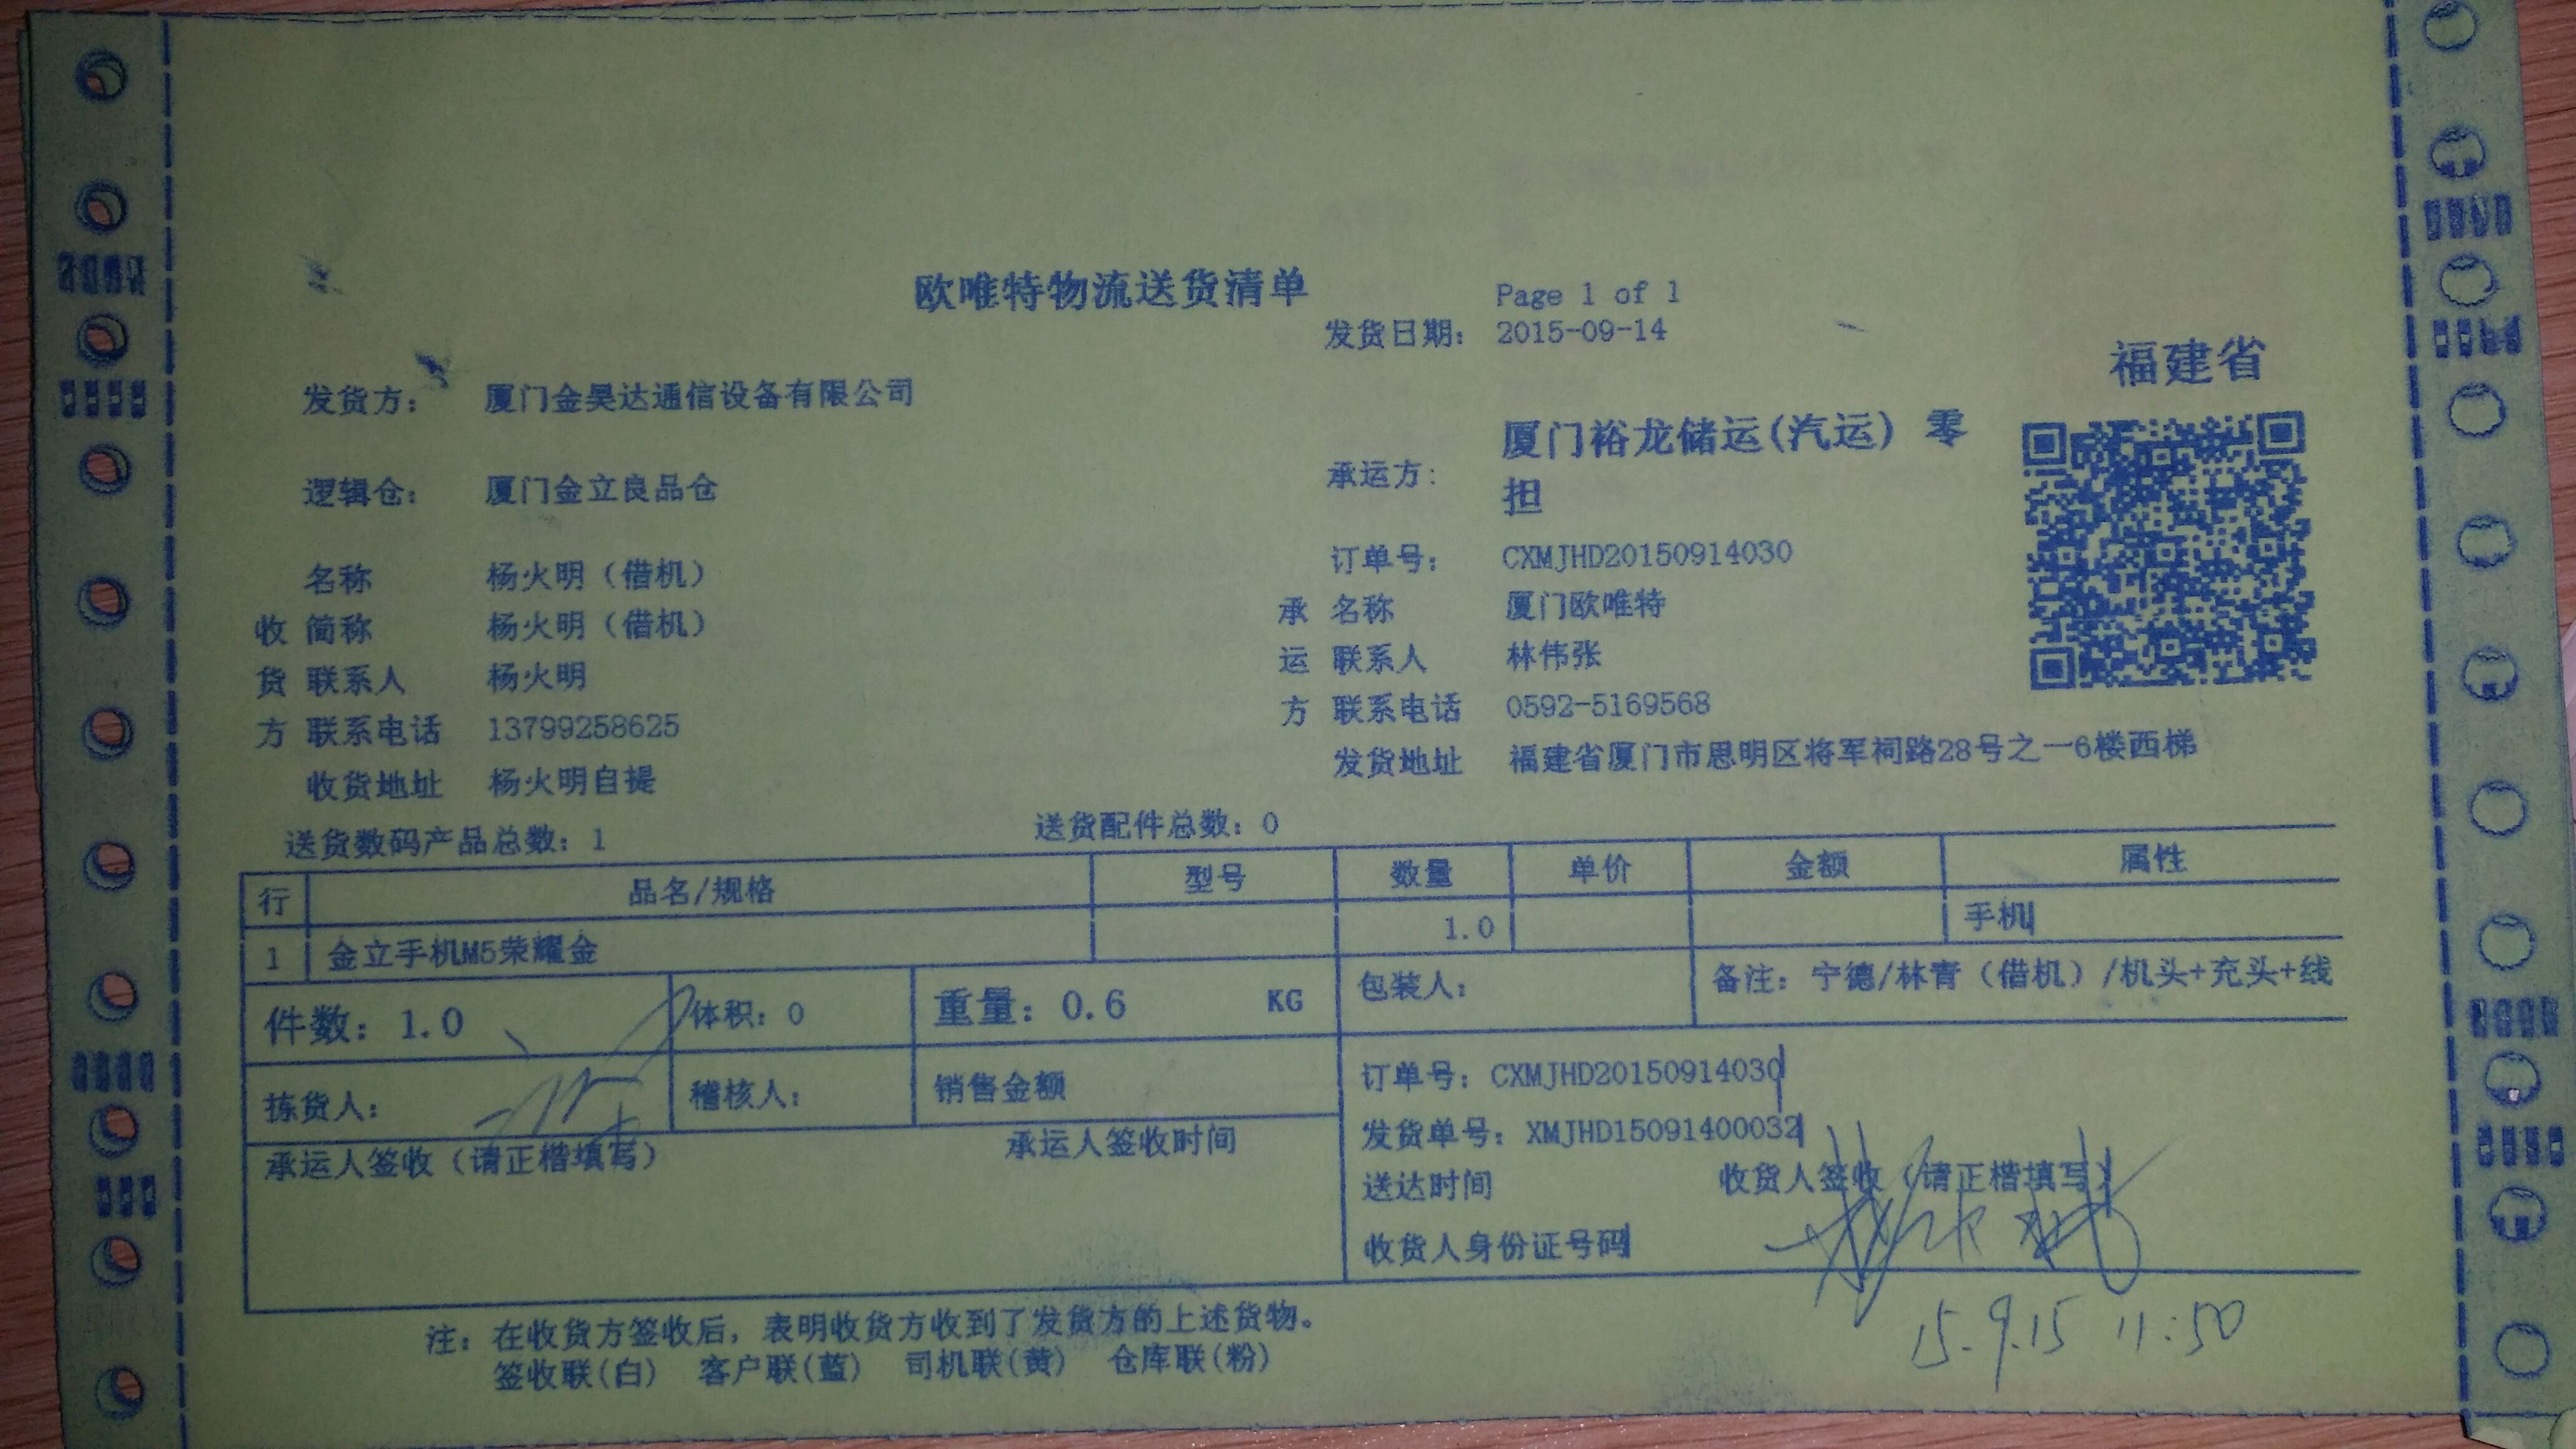 欧唯特物流送货清单
Page 1 of 1
发货日期: 2015-09-14
福建省
发货方: 厦门金昊达通信设备有限公司
承运方: 厦门裕龙储运(汽运) 零
担
逻辑仓: 厦门金立良品仓
订单号: CXMJHD20150914030
收货方
名称 杨火明（借机）
简称 杨火明（借机）
联系人 杨火明
联系电话 13799258625
收货地址 杨火明自提
承运方
名称 厦门欧唯特
联系人 林伟张
联系电话 0592-5169568
发货地址 福建省厦门市思明区将军祠路28号之一6楼西梯
送货数码产品总数: 1 送货配件总数: 0
行 品名/规格 型号 数量 单价 金额 属性
1 金立手机M5荣耀金 1.0 手机
件数: 1.0 体积: 0 重量: 0.6 KG 包装人: 备注: 宁德/林青（借机）/机头+充头+线
拣货人: 稽核人: 销售金额
承运人签收（请正楷填写） 承运人签收时间
订单号: CXMJHD20150914030
发货单号: XMJHD15091400032
送达时间 收货人签收（请正楷填写）
收货人身份证号码
15.9.15 11:50
注: 在收货方签收后, 表明收货方收到了发货方的上述货物。
签收联(白) 客户联(蓝) 司机联(黄) 仓库联(粉)